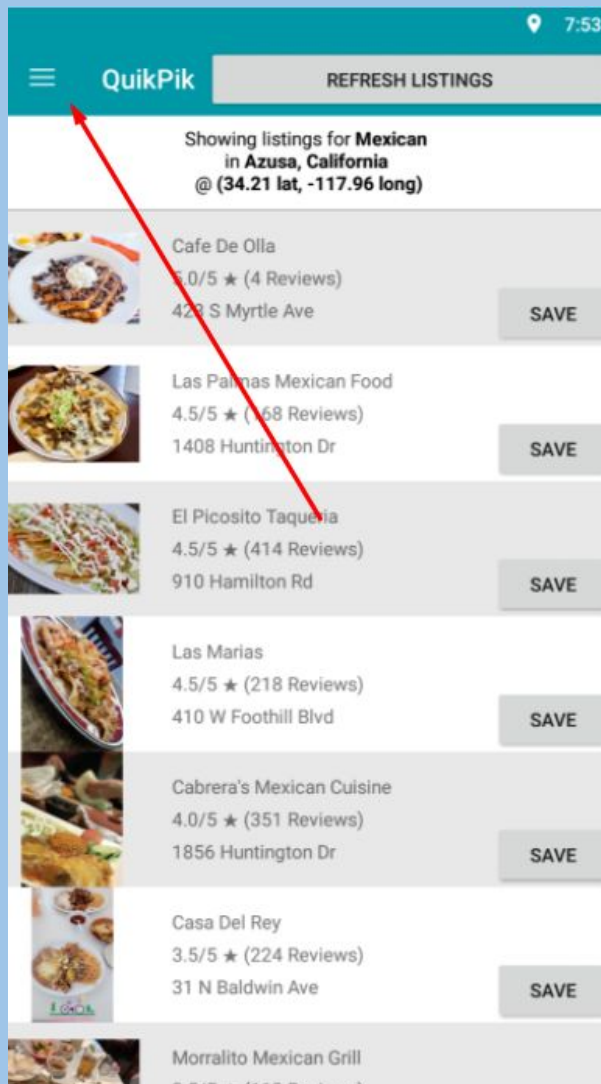 7:53
QuikPik
REFRESH LISTINGS
Showing listings for Mexican
in Azusa, California
@ (34.21 lat, -117.96 long)
Cafe De Olla
5.0/5 ★ (4 Reviews)
423 S Myrtle Ave
SAVE
Las Palmas Mexican Food
4.5/5 ★ (168 Reviews)
1408 Huntington Dr
SAVE
El Picosito Taqueria
4.5/5 ★ (414 Reviews)
910 Hamilton Rd
SAVE
Las Marias
4.5/5 ★ (218 Reviews)
410 W Foothill Blvd
SAVE
Cabrera's Mexican Cuisine
4.0/5 ★ (351 Reviews)
1856 Huntington Dr
SAVE
Casa Del Rey
3.5/5 ★ (224 Reviews)
31 N Baldwin Ave
SAVE
Morralito Mexican Grill